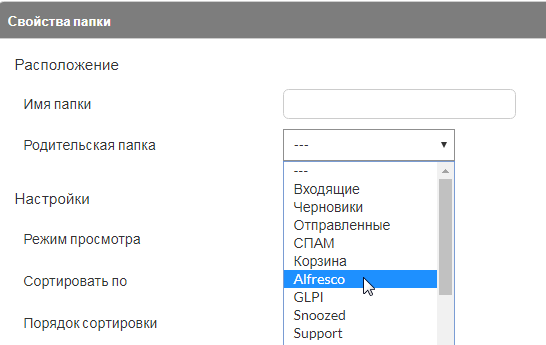 Свойства папки
Расположение
Имя папки
Родительская папка
---
---
Входящие
Черновики
Отправленные
СПАМ
Корзина
Alfresco
GLPI
Snoozed
Support
Настройки
Режим просмотра
Сортировать по
Порядок сортировки